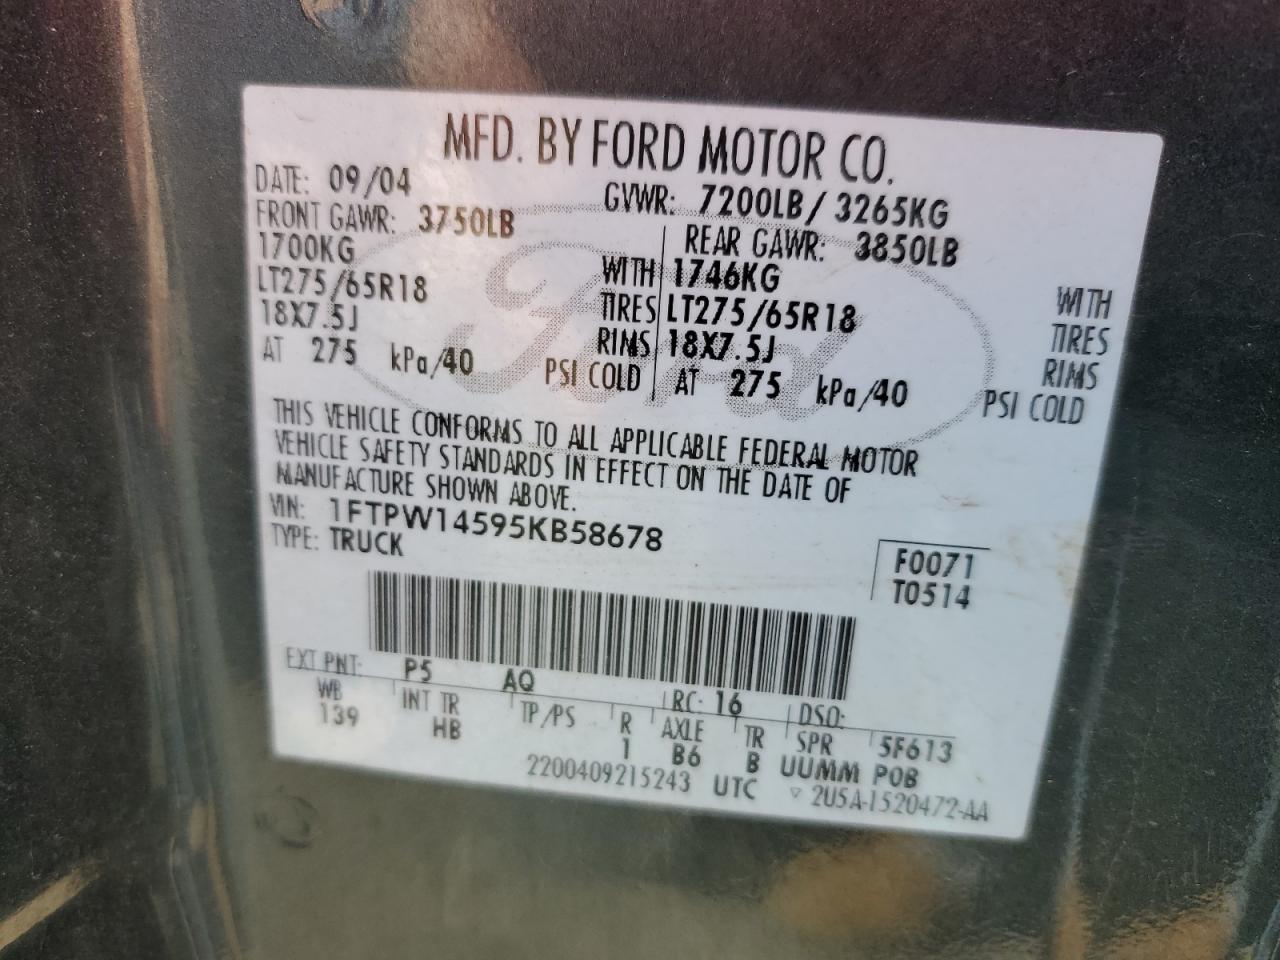 MFD. BY FORD MOTOR CO.
DATE: 09/04 GVWR: 7200LB/ 3265KG
FRONT GAWR: 3750LB REAR GAWR: 3850LB
1700KG WITH 1746KG WITH
LT275/65R18 TIRES LT275/65R18 TIRES
18X7.5J RIMS 18X7.5J RIMS
AT 275 kPa/40 PSI COLD AT 275 kPa/40 PSI COLD
THIS VEHICLE CONFORMS TO ALL APPLICABLE FEDERAL MOTOR
VEHICLE SAFETY STANDARDS IN EFFECT ON THE DATE OF
MANUFACTURE SHOWN ABOVE.
VIN: 1FTPW14595KB58678
TYPE: TRUCK
F0071
T0514
EXT PNT: P5 AQ RC: 16 DSO:
WB INT TR TP/PS R AXLE TR SPR 5F613
139 HB 1 B6 B UUMM POB
2200409215243 UTC ▽ 2U5A-1520472-AA
Ford